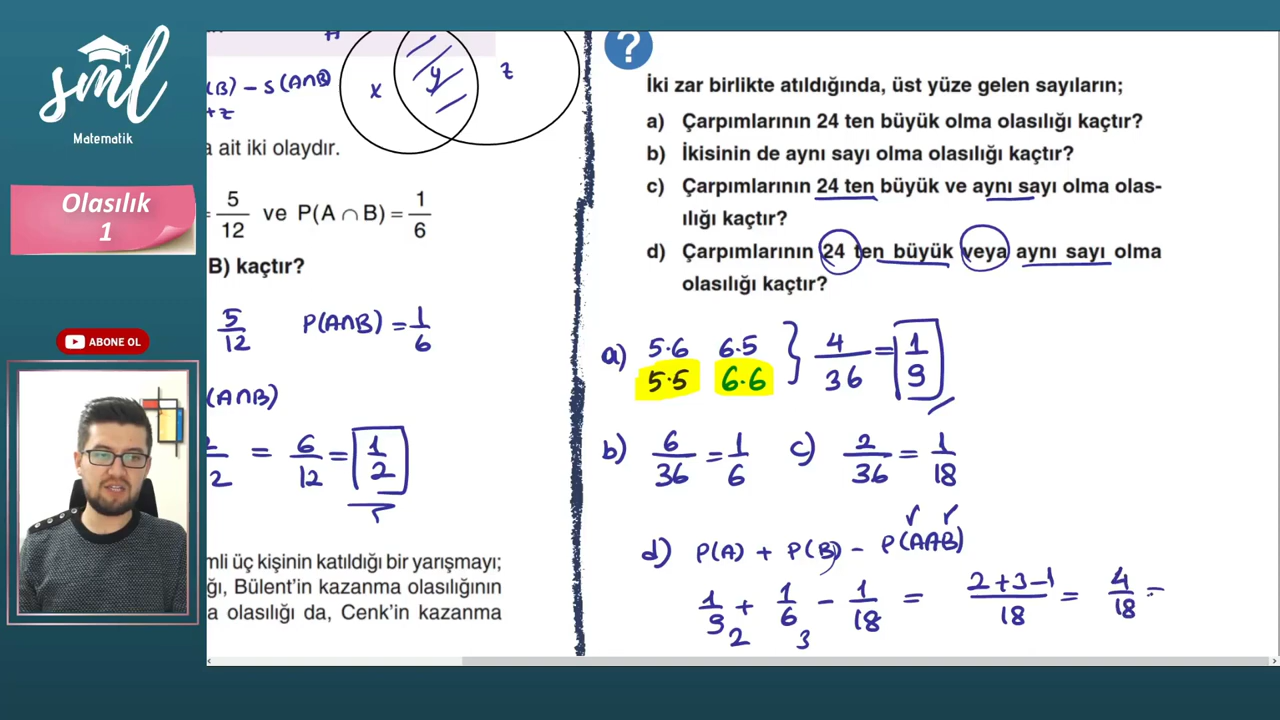 sml
Matematik
Olasılık
1
ABONE OL
(B) – s(A∩B)
+z
x
y
z
a ait iki olaydır.
= 5/12 ve P(A ∩ B) = 1/6
B) kaçtır?
5/12 P(A∩B) = 1/6
(A∩B)
= 6/12 = 1/2
mli üç kişinin katıldığı bir yarışmayı;
ğı, Bülent'in kazanma olasılığının
a olasılığı da, Cenk'in kazanma
?
İki zar birlikte atıldığında, üst yüze gelen sayıların;
a) Çarpımlarının 24 ten büyük olma olasılığı kaçtır?
b) İkisinin de aynı sayı olma olasılığı kaçtır?
c) Çarpımlarının 24 ten büyük ve aynı sayı olma olas-
ılığı kaçtır?
d) Çarpımlarının 24 ten büyük veya aynı sayı olma
olasılığı kaçtır?
a) 5·6 6·5 } 4/36 = 1/9
5·5 6·6
b) 6/36 = 1/6 c) 2/36 = 1/18
d) P(A) + P(B) – P(A∩B)
1/9 + 1/6 – 1/18 = 2+3-1/18 = 4/18 =
2 3